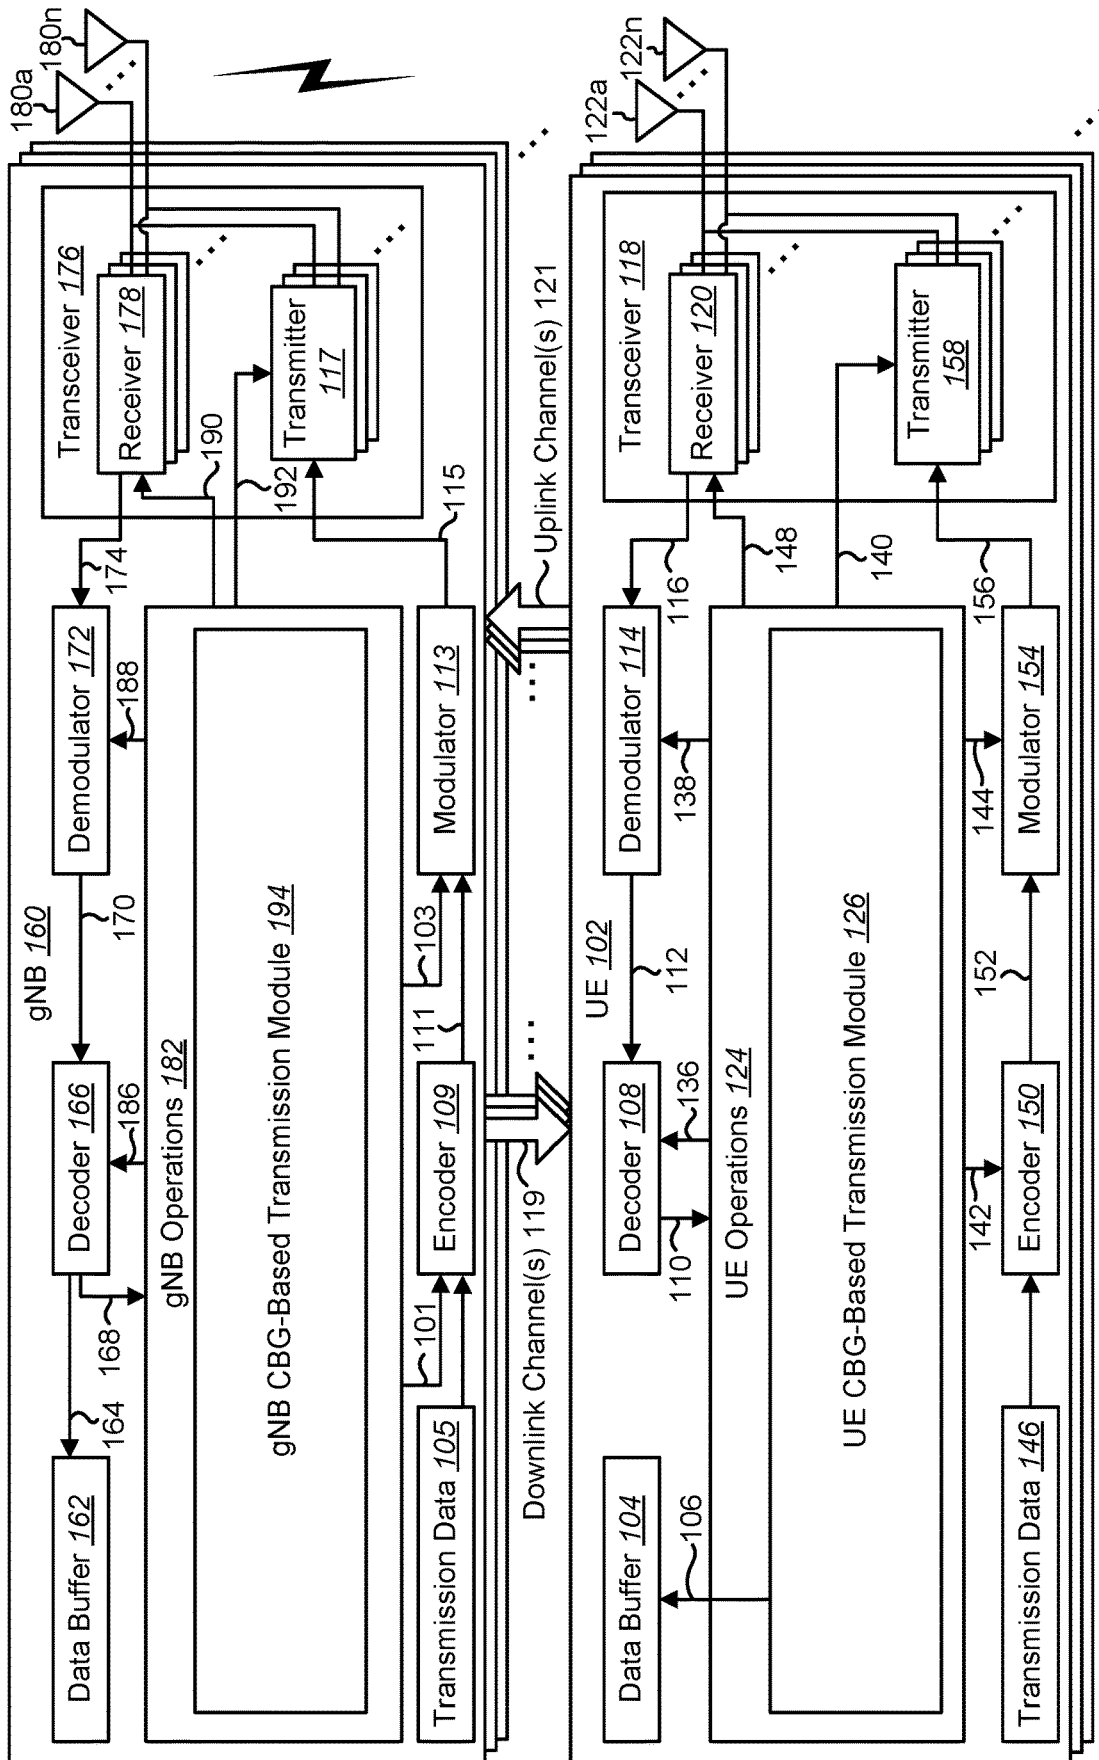 gNB 160
Data Buffer 162
164
Decoder 166
168
186
170
Demodulator 172
188
174
Transceiver 176
Receiver 178
190
180a
180n
gNB Operations 182
gNB CBG-Based Transmission Module 194
192
Transmitter
117
Transmission Data 105
101
Encoder 109
111
103
Modulator 113
115
Downlink Channel(s) 119
Uplink Channel(s) 121
UE 102
Data Buffer 104
106
Decoder 108
110
136
112
Demodulator 114
138
116
Transceiver 118
Receiver 120
148
122a
122n
UE Operations 124
UE CBG-Based Transmission Module 126
140
Transmitter
158
Transmission Data 146
142
Encoder 150
152
144
Modulator 154
156